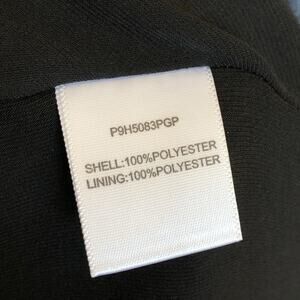 P9H5083PGP
SHELL:100%POLYESTER
LINING:100%POLYESTER